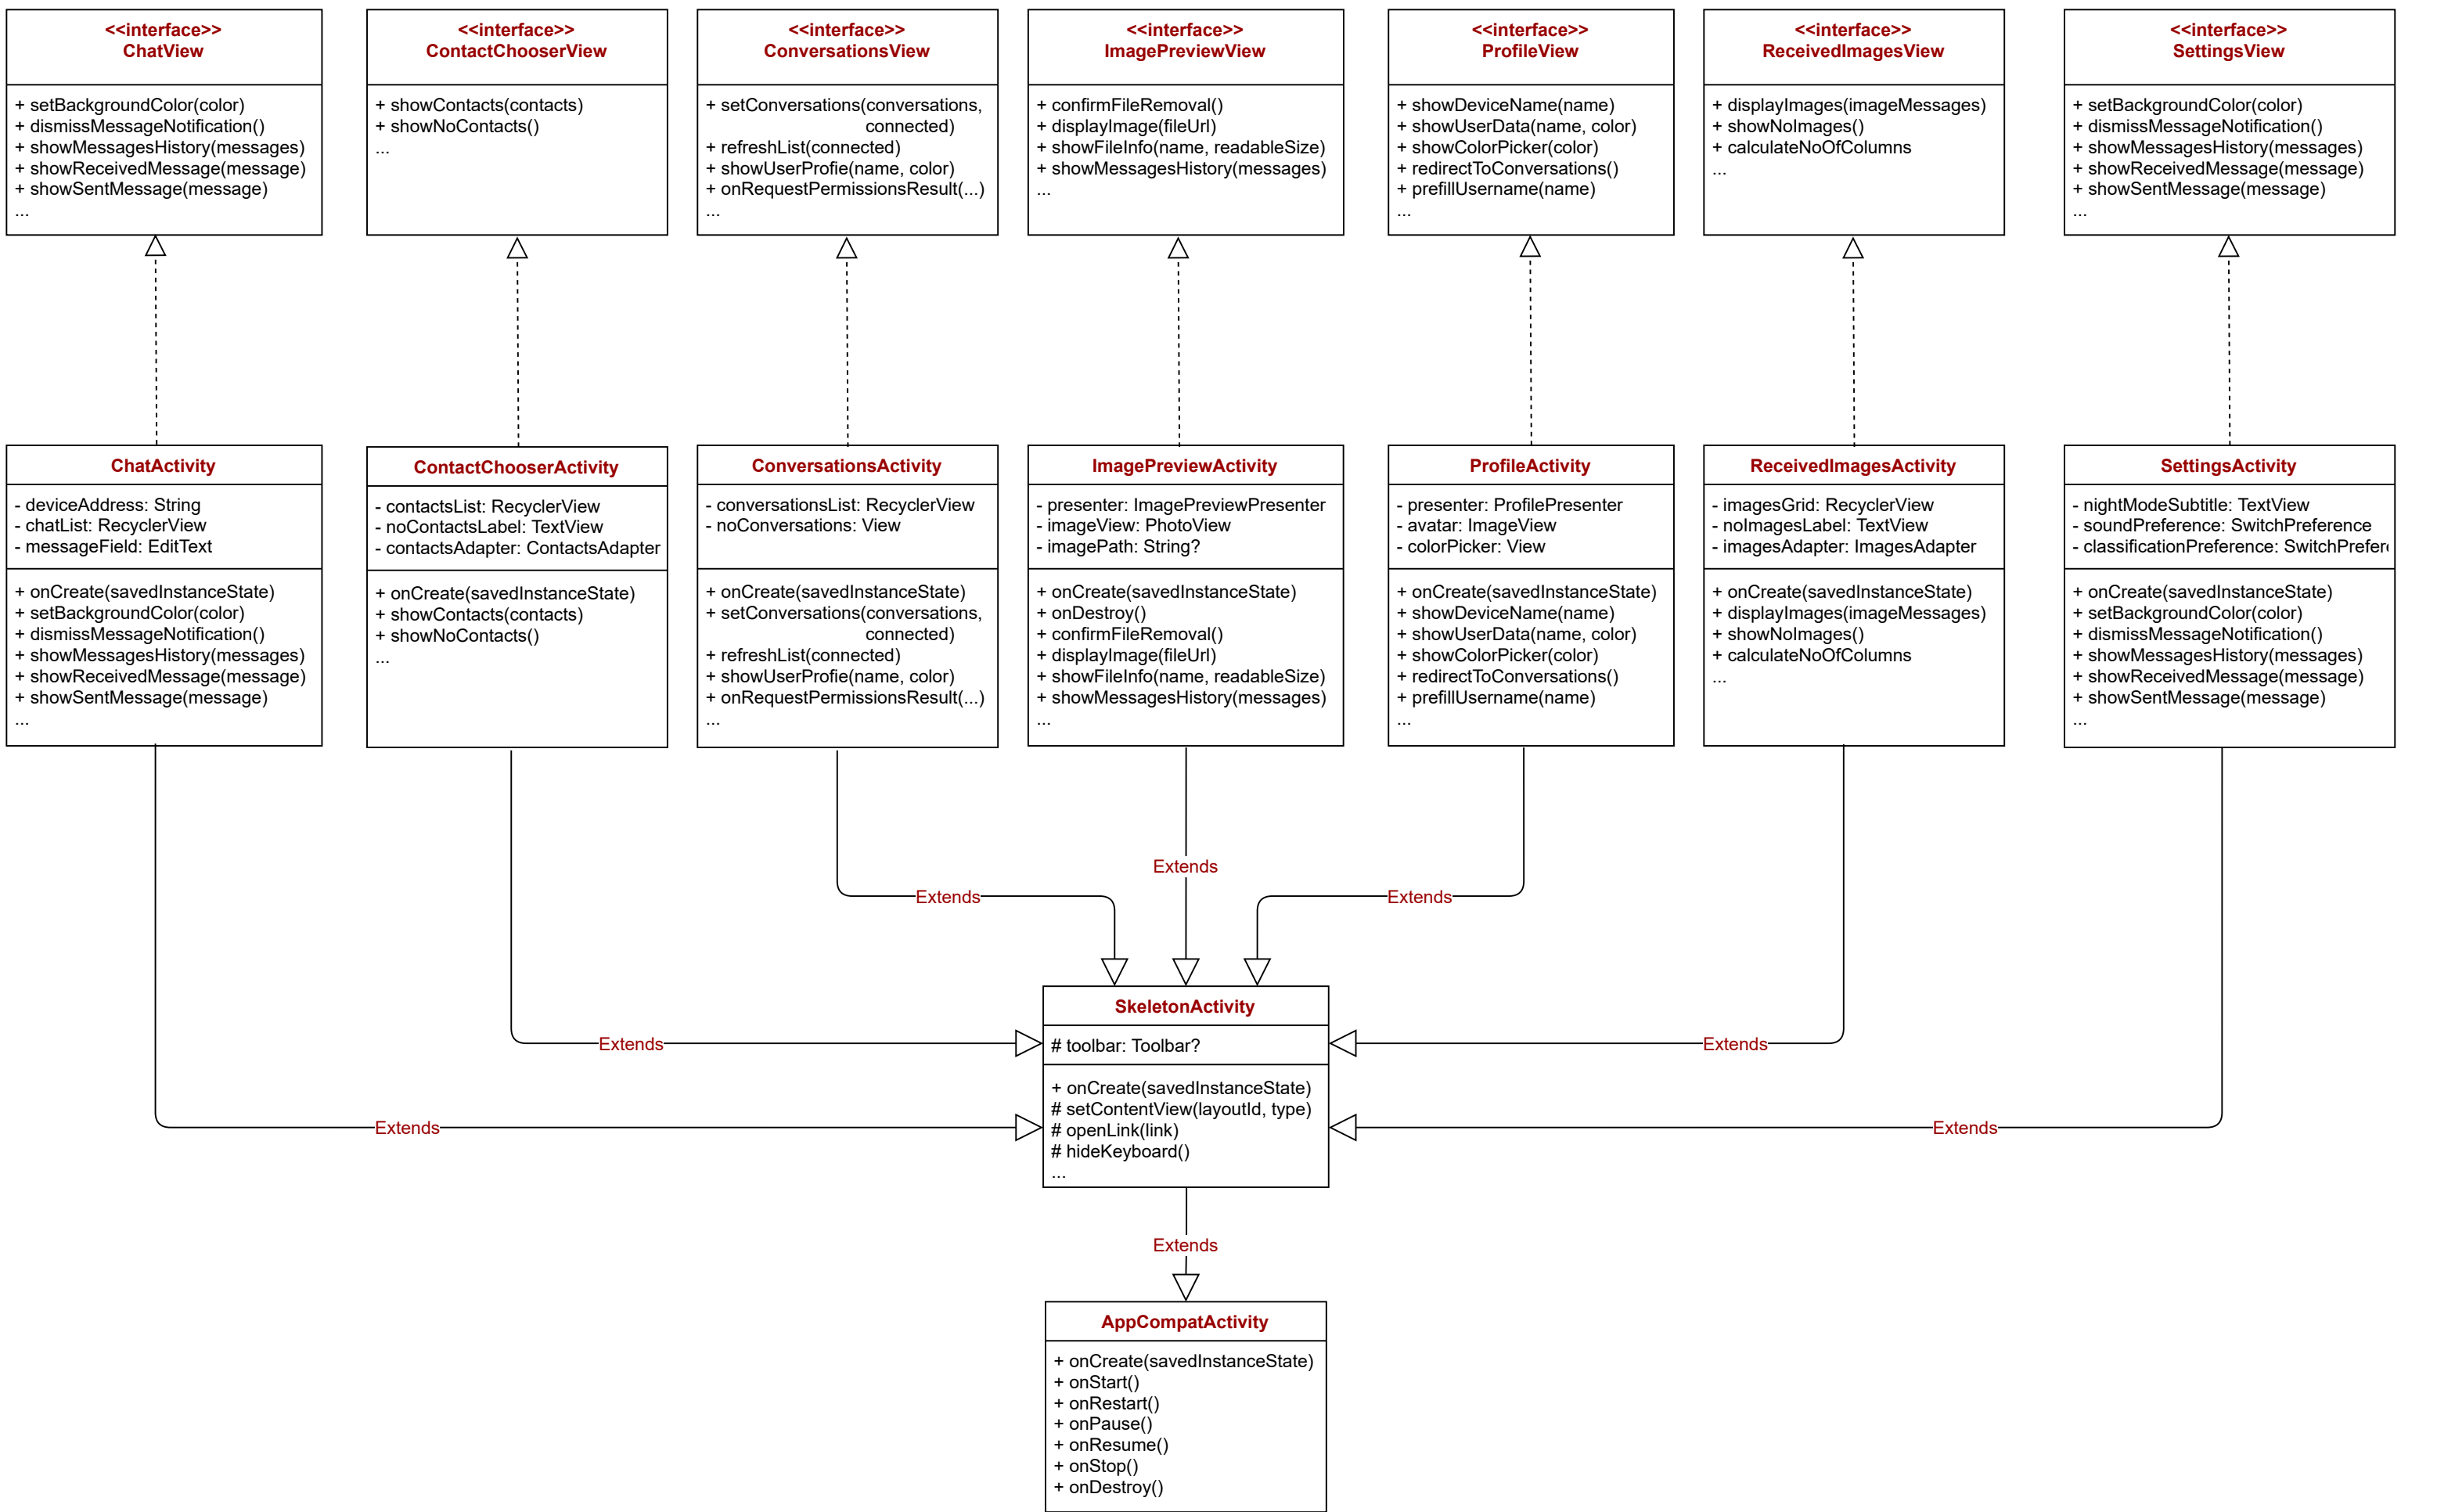 <<interface>>
ChatView
+ setBackgroundColor(color)
+ dismissMessageNotification()
+ showMessagesHistory(messages)
+ showReceivedMessage(message)
+ showSentMessage(message)
...
<<interface>>
ContactChooserView
+ showContacts(contacts)
+ showNoContacts()
...
<<interface>>
ConversationsView
+ setConversations(conversations,
connected)
+ refreshList(connected)
+ showUserProfie(name, color)
+ onRequestPermissionsResult(...)
...
<<interface>>
ImagePreviewView
+ confirmFileRemoval()
+ displayImage(fileUrl)
+ showFileInfo(name, readableSize)
+ showMessagesHistory(messages)
...
<<interface>>
ProfileView
+ showDeviceName(name)
+ showUserData(name, color)
+ showColorPicker(color)
+ redirectToConversations()
+ prefillUsername(name)
...
<<interface>>
ReceivedImagesView
+ displayImages(imageMessages)
+ showNoImages()
+ calculateNoOfColumns
...
<<interface>>
SettingsView
+ setBackgroundColor(color)
+ dismissMessageNotification()
+ showMessagesHistory(messages)
+ showReceivedMessage(message)
+ showSentMessage(message)
...
ChatActivity
- deviceAddress: String
- chatList: RecyclerView
- messageField: EditText
+ onCreate(savedInstanceState)
+ setBackgroundColor(color)
+ dismissMessageNotification()
+ showMessagesHistory(messages)
+ showReceivedMessage(message)
+ showSentMessage(message)
...
ContactChooserActivity
- contactsList: RecyclerView
- noContactsLabel: TextView
- contactsAdapter: ContactsAdapter
+ onCreate(savedInstanceState)
+ showContacts(contacts)
+ showNoContacts()
...
ConversationsActivity
- conversationsList: RecyclerView
- noConversations: View
+ onCreate(savedInstanceState)
+ setConversations(conversations,
connected)
+ refreshList(connected)
+ showUserProfie(name, color)
+ onRequestPermissionsResult(...)
...
ImagePreviewActivity
- presenter: ImagePreviewPresenter
- imageView: PhotoView
- imagePath: String?
+ onCreate(savedInstanceState)
+ onDestroy()
+ confirmFileRemoval()
+ displayImage(fileUrl)
+ showFileInfo(name, readableSize)
+ showMessagesHistory(messages)
...
ProfileActivity
- presenter: ProfilePresenter
- avatar: ImageView
- colorPicker: View
+ onCreate(savedInstanceState)
+ showDeviceName(name)
+ showUserData(name, color)
+ showColorPicker(color)
+ redirectToConversations()
+ prefillUsername(name)
...
ReceivedImagesActivity
- imagesGrid: RecyclerView
- noImagesLabel: TextView
- imagesAdapter: ImagesAdapter
+ onCreate(savedInstanceState)
+ displayImages(imageMessages)
+ showNoImages()
+ calculateNoOfColumns
...
SettingsActivity
- nightModeSubtitle: TextView
- soundPreference: SwitchPreference
- classificationPreference: SwitchPrefere
+ onCreate(savedInstanceState)
+ setBackgroundColor(color)
+ dismissMessageNotification()
+ showMessagesHistory(messages)
+ showReceivedMessage(message)
+ showSentMessage(message)
...
Extends
Extends
Extends
Extends
Extends
Extends
Extends
SkeletonActivity
# toolbar: Toolbar?
+ onCreate(savedInstanceState)
# setContentView(layoutId, type)
# openLink(link)
# hideKeyboard()
...
Extends
AppCompatActivity
+ onCreate(savedInstanceState)
+ onStart()
+ onRestart()
+ onPause()
+ onResume()
+ onStop()
+ onDestroy()